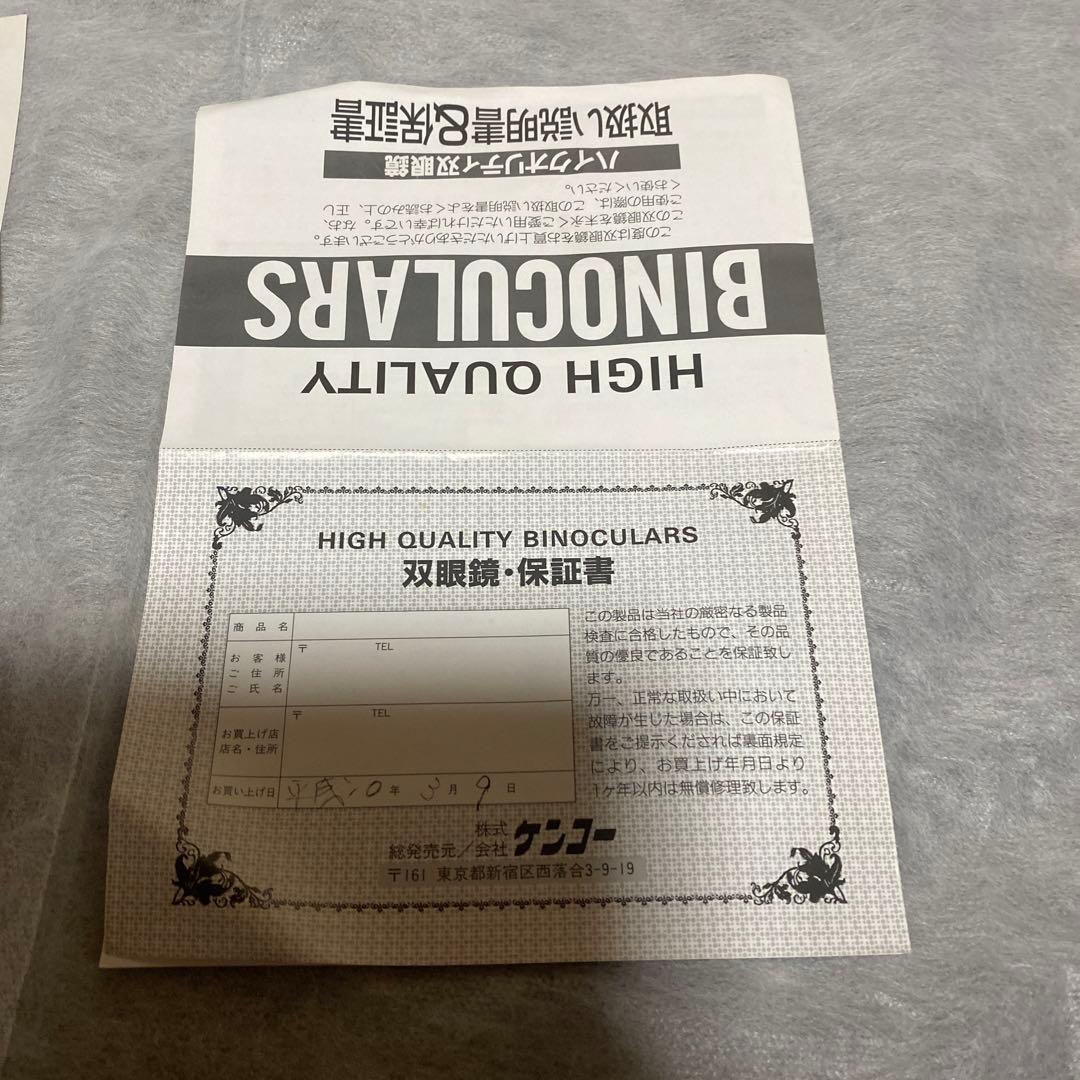 HIGH QUALITY
BINOCULARS
この度は双眼鏡をお買上げいただきありがとうございます。
この双眼鏡を末永くご愛用いただければ幸いです。なお、
ご使用の際は、この取扱い説明書をよくお読みの上、正し
くお使いください。
ハイクオリティ双眼鏡
取扱い説明書&保証書
HIGH QUALITY BINOCULARS
双眼鏡・保証書
商品名
お客様
ご住所
ご氏名
〒 TEL
お買上げ店
店名・住所
〒 TEL
お買い上げ日 平成10年3月9日
この製品は当社の厳密なる製品
検査に合格したもので、その品
質の優良であることを保証致し
ます。
万一、正常な取扱い中において
故障が生じた場合は、この保証
書をご提示くだされば裏面規定
により、お買上げ年月日より
1ヶ年以内は無償修理致します。
総発売元/株式会社ケンコー
〒161 東京都新宿区西落合3-9-19